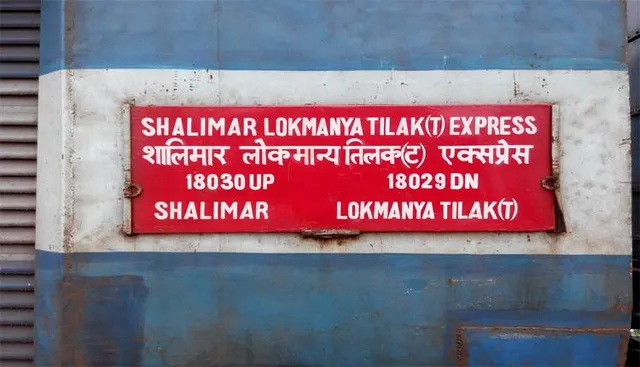 SHALIMAR LOKMANYA TILAK(T) EXPRESS
शालिमार लोकमान्य तिलक(ट) एक्सप्रेस
18030 UP 18029 DN
SHALIMAR LOKMANYA TILAK(T)